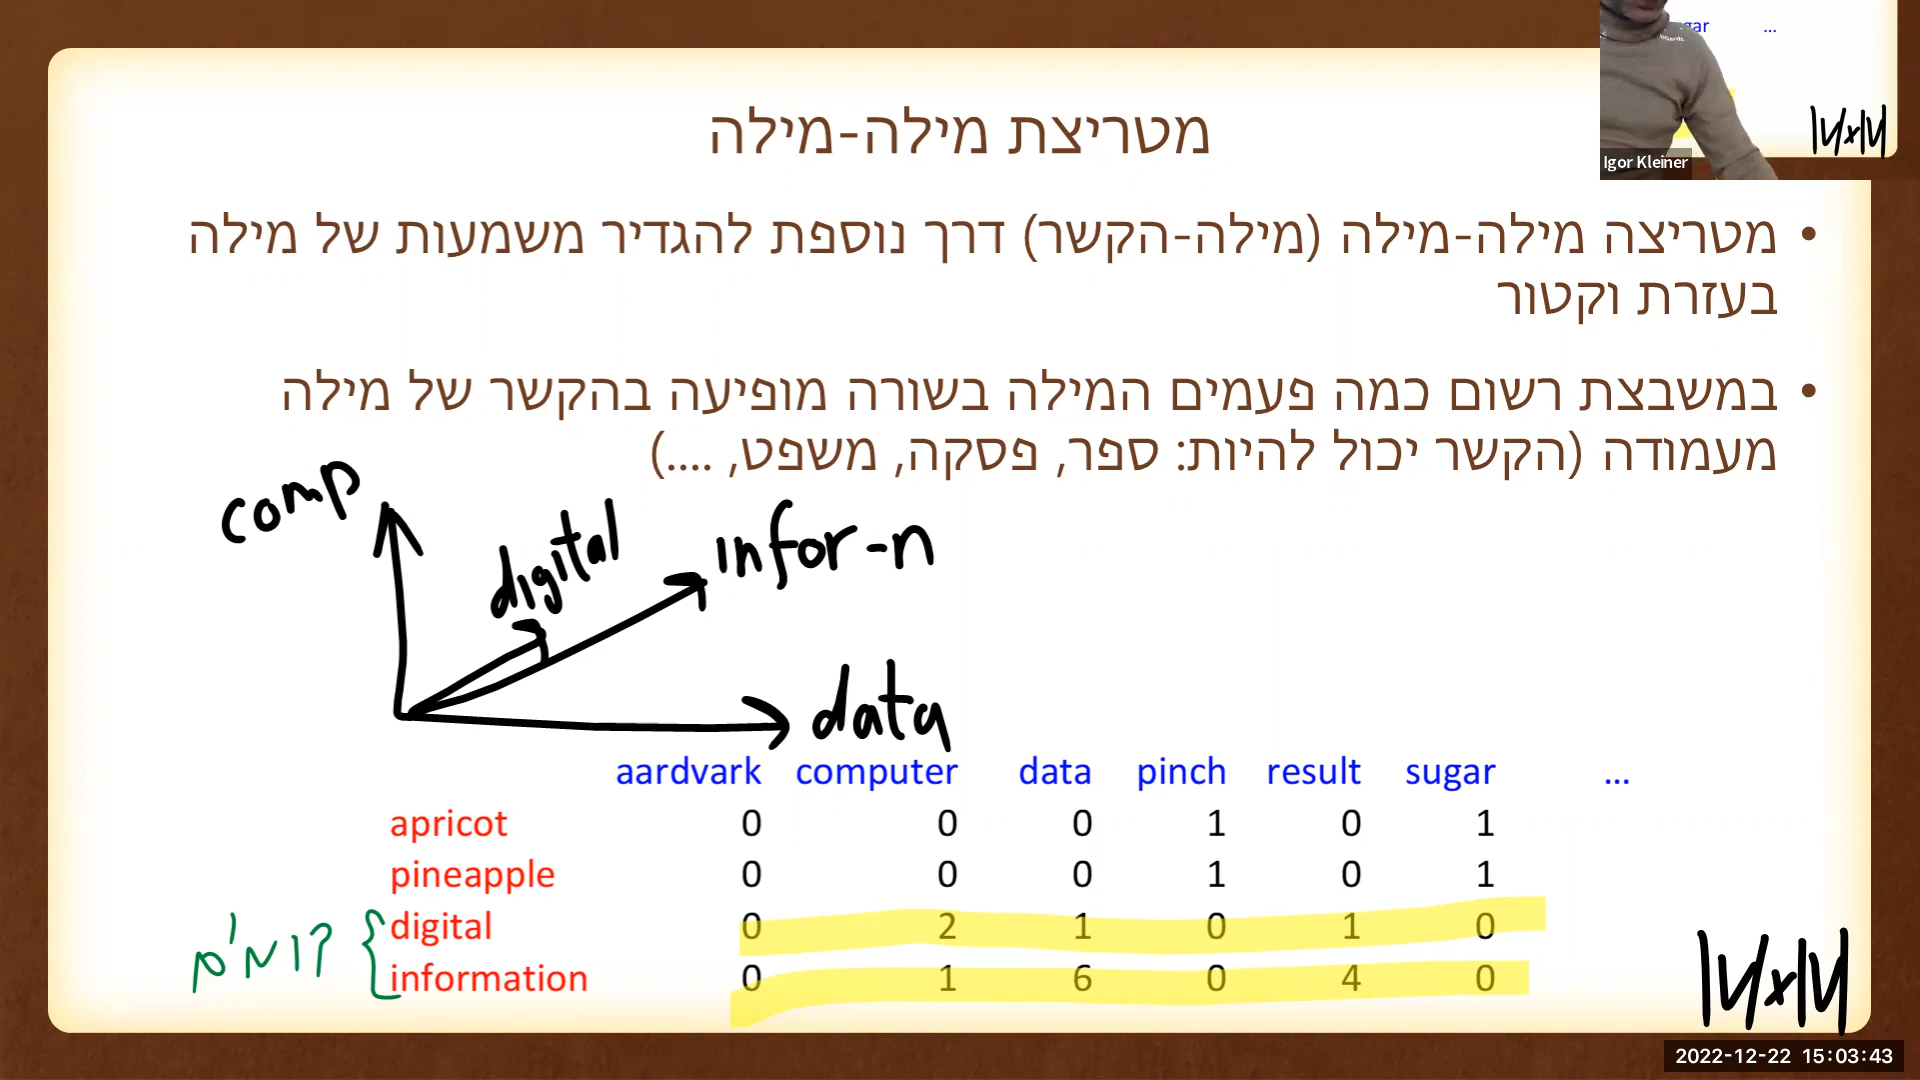 gar ...
|V|x|V|
Igor Kleiner
מטריצת מילה-מילה
• מטריצה מילה-מילה (מילה-הקשר) דרך נוספת להגדיר משמעות של מילה
בעזרת וקטור
• במשבצת רשום כמה פעמים המילה בשורה מופיעה בהקשר של מילה
מעמודה (הקשר יכול להיות: ספר, פסקה, משפט, ....)
comp
digital
infor-n
data
aardvark computer data pinch result sugar ...
apricot 0 0 0 1 0 1
pineapple 0 0 0 1 0 1
digital 0 2 1 0 1 0
information 0 1 6 0 4 0
|V|x|V|
2022-12-22 15:03:43